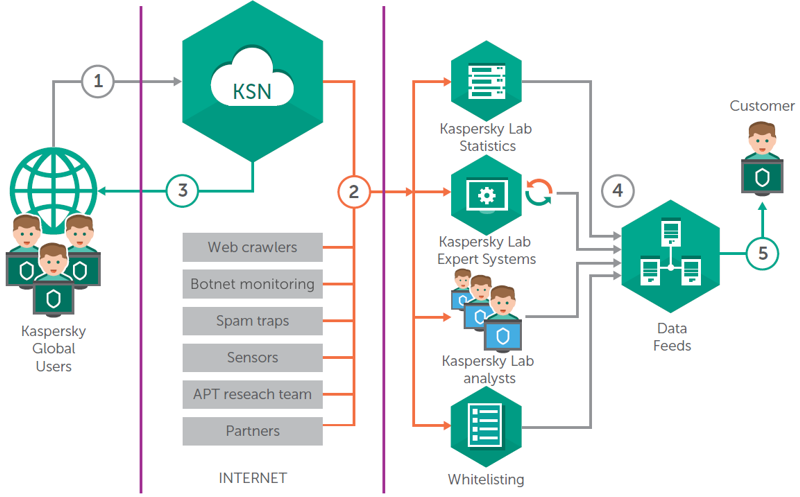 1
KSN
3
2
Web crawlers
Botnet monitoring
Spam traps
Sensors
APT reseach team
Partners
INTERNET
Kaspersky
Global
Users
Kaspersky Lab
Statistics
Kaspersky Lab
Expert Systems
Kaspersky Lab
analysts
Whitelisting
4
Data
Feeds
5
Customer